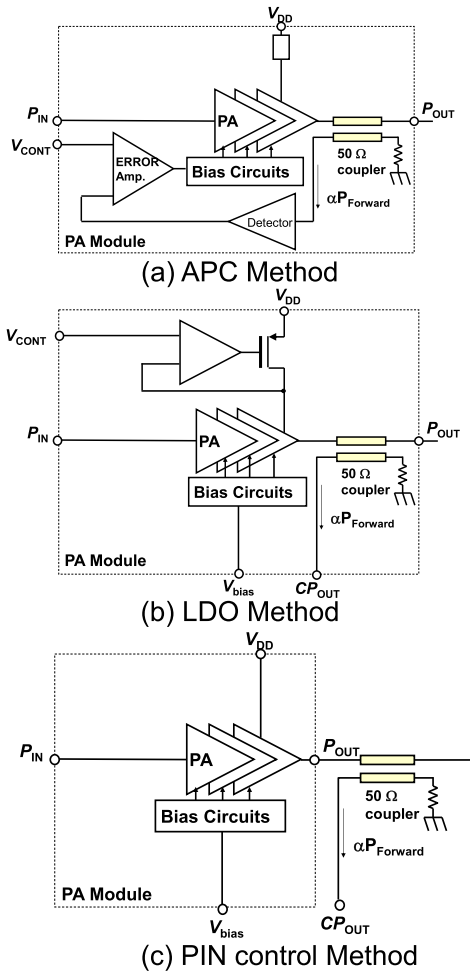 VDD
PIN
PA
POUT
VCONT
ERROR
Amp.
Bias Circuits
50 Ω
coupler
αPForward
Detector
PA Module
(a) APC Method
VDD
VCONT
PIN
PA
POUT
Bias Circuits
50 Ω
coupler
αPForward
PA Module
Vbias
CPOUT
(b) LDO Method
VDD
PIN
PA
POUT
Bias Circuits
50 Ω
coupler
αPForward
PA Module
Vbias
CPOUT
(c) PIN control Method